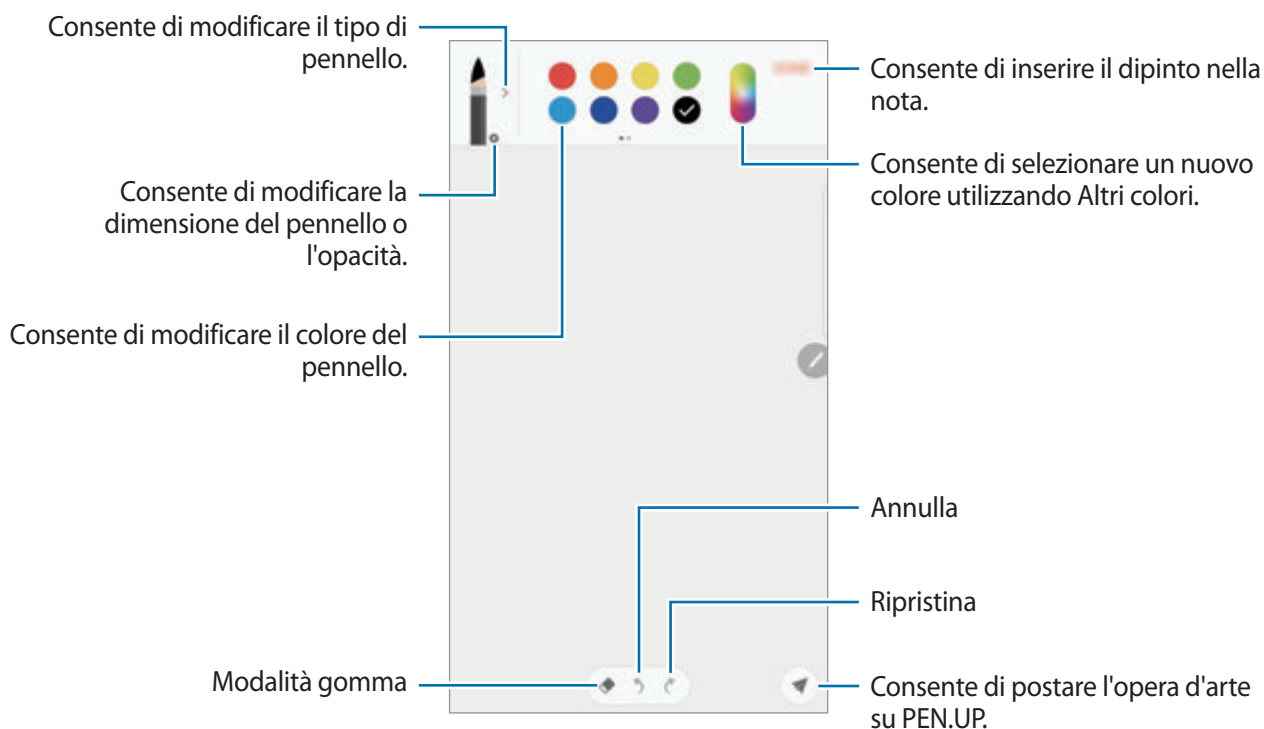 Consente di modificare il tipo di
pennello.
Consente di inserire il dipinto nella
nota.
Consente di selezionare un nuovo
colore utilizzando Altri colori.
Consente di modificare la
dimensione del pennello o
l'opacità.
Consente di modificare il colore del
pennello.
Annulla
Ripristina
Modalità gomma
Consente di postare l'opera d'arte
su PEN.UP.